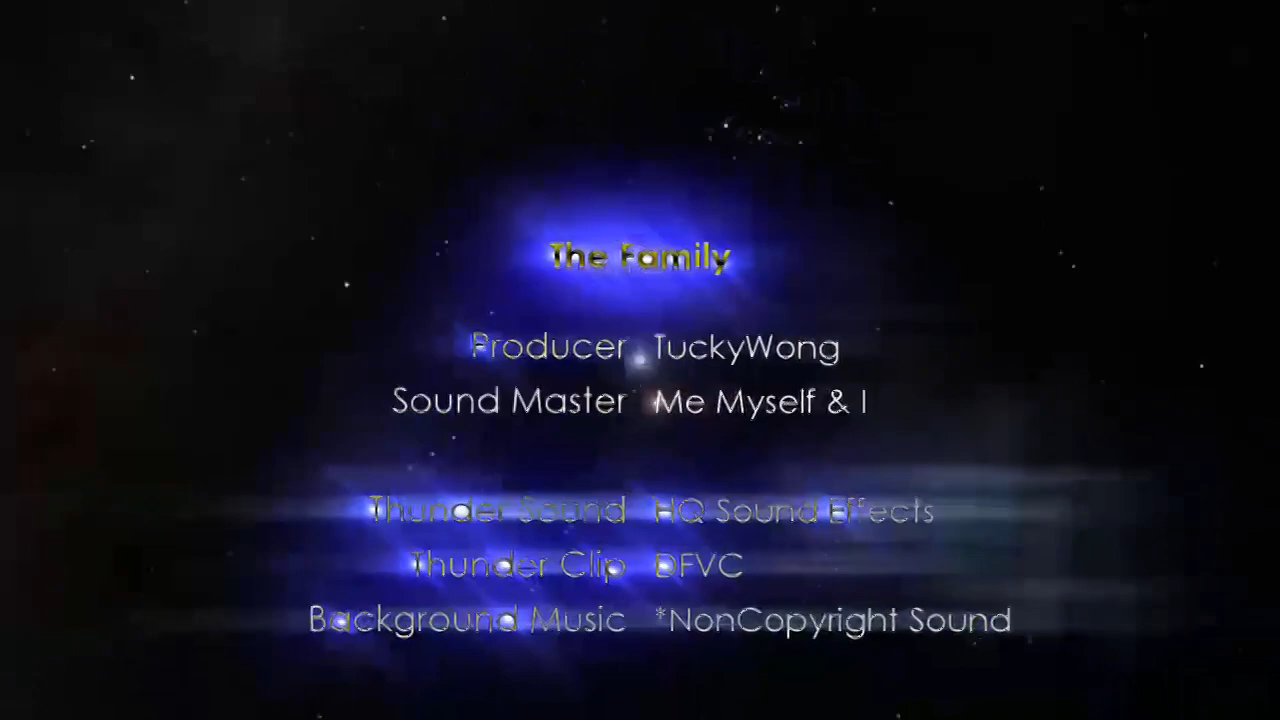 The Family
Producer TuckyWong
Sound Master Me Myself & I
Thunder Sound HQ Sound Effects
Thunder Clip DFVC
Background Music *NonCopyright Sound